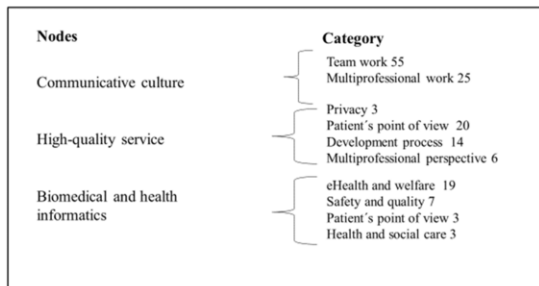 Nodes
Category
Communicative culture
Team work 55
Multiprofessional work 25
High-quality service
Privacy 3
Patient´s point of view 20
Development process 14
Multiprofessional perspective 6
Biomedical and health
informatics
eHealth and welfare 19
Safety and quality 7
Patient´s point of view 3
Health and social care 3